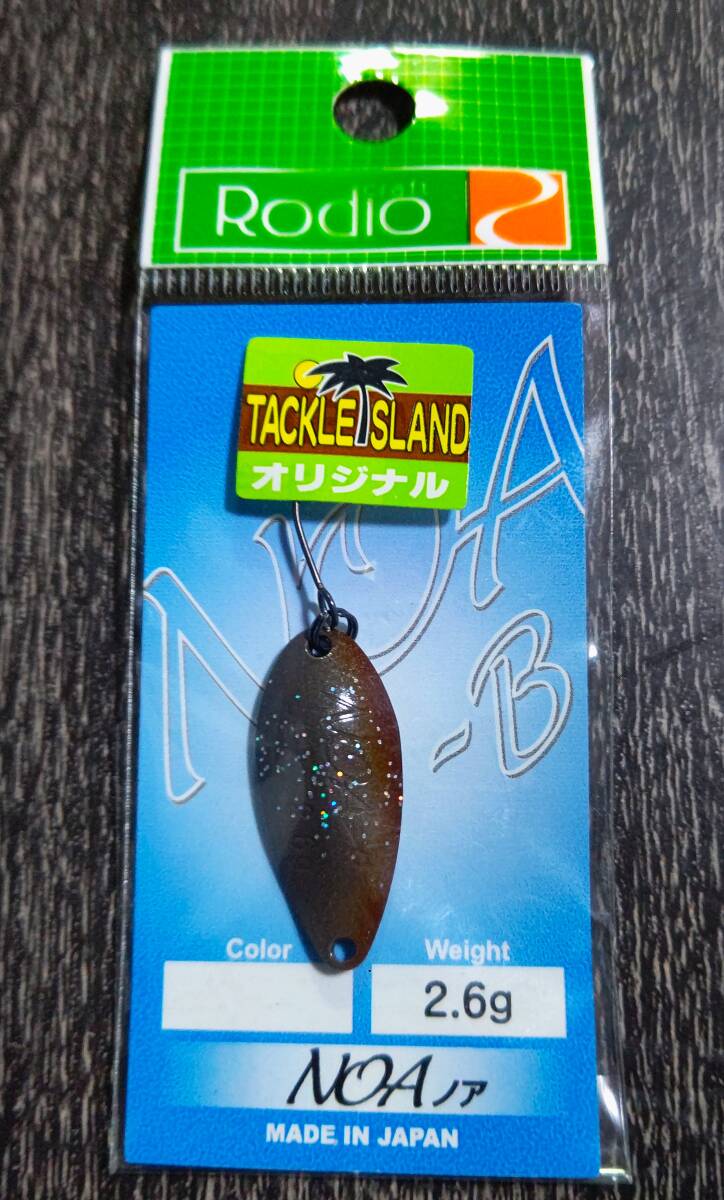 craft
Rodio
TACKLE ISLAND
オリジナル
NOA
-B
Color
Weight
2.6g
NOAノア
MADE IN JAPAN